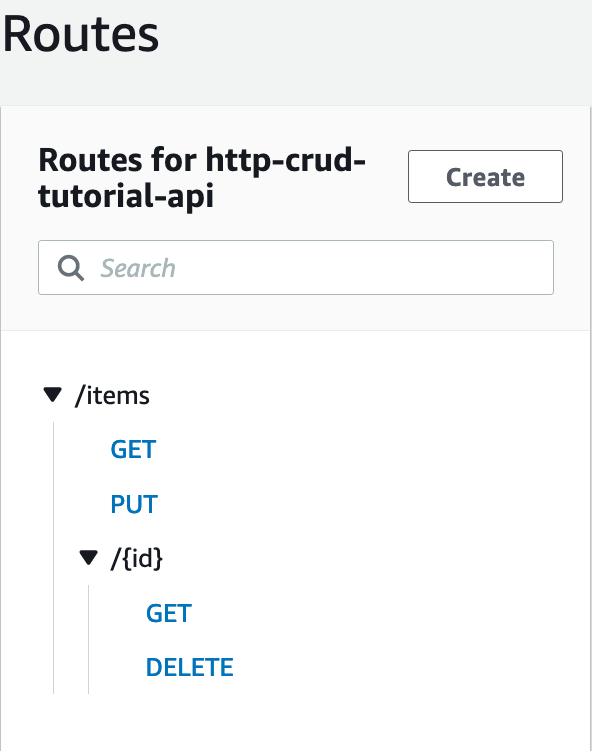 Routes
Routes for http-crud-
tutorial-api
Create
Search
/items
GET
PUT
/{id}
GET
DELETE